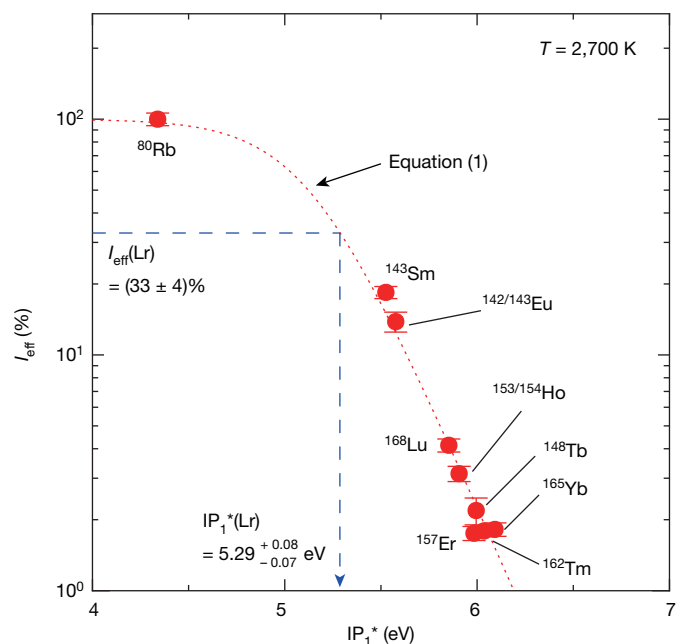 T = 2,700 K
10²
⁸⁰Rb
Equation (1)
I_eff(Lr)
= (33 ± 4)%
¹⁴³Sm
¹⁴²/¹⁴³Eu
I_eff (%)
10¹
¹⁵³/¹⁵⁴Ho
¹⁶⁸Lu
¹⁴⁸Tb
¹⁶⁵Yb
IP₁*(Lr)
= 5.29 +0.08 −0.07 eV
¹⁵⁷Er
¹⁶²Tm
10⁰
4 5 6 7
IP₁* (eV)